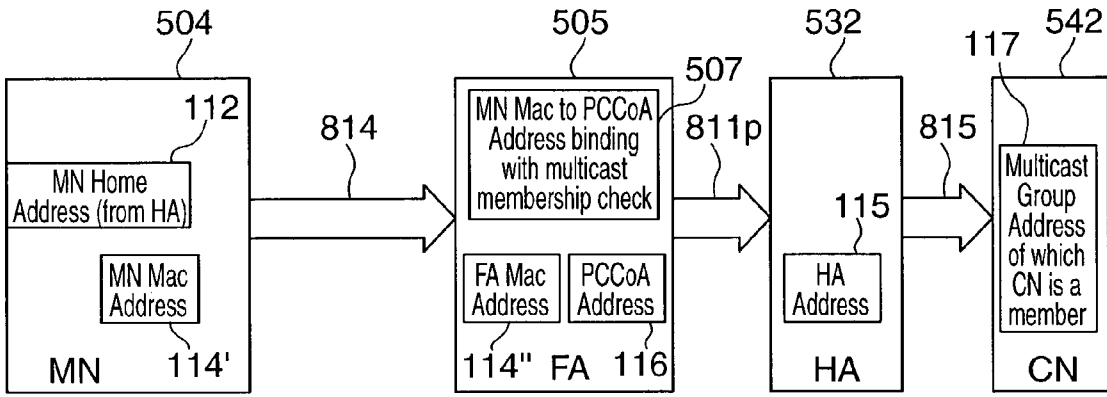 504
505
532
542
112
507
117
814
811p
815
MN Home
Address (from HA)
MN Mac to PCCoA
Address binding
with multicast
membership check
115
Multicast
Group
Address
of which
CN is a
member
MN Mac
Address
FA Mac
Address
PCCoA
Address
HA
Address
114'
MN
114"
FA
116
HA
CN